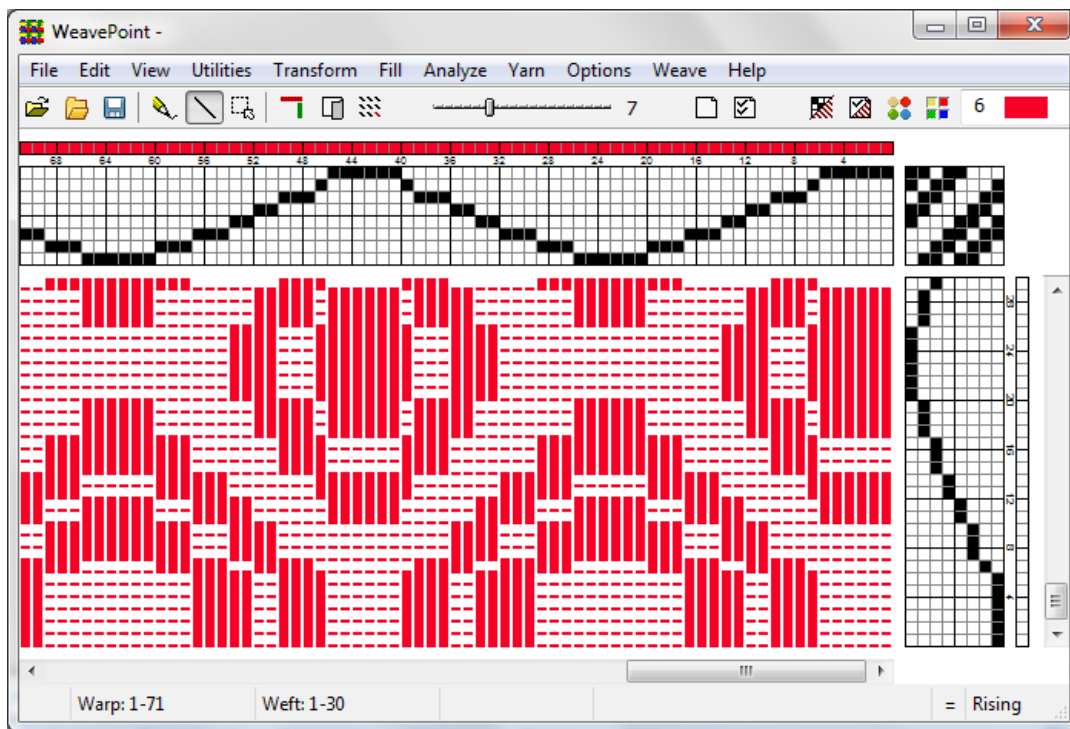 WeavePoint -
File Edit View Utilities Transform Fill Analyze Yarn Options Weave Help
7 6
68 64 60 56 52 48 44 40 36 32 28 24 20 16 12 8 4
28
24
20
16
12
8
4
Warp: 1-71 Weft: 1-30 = Rising